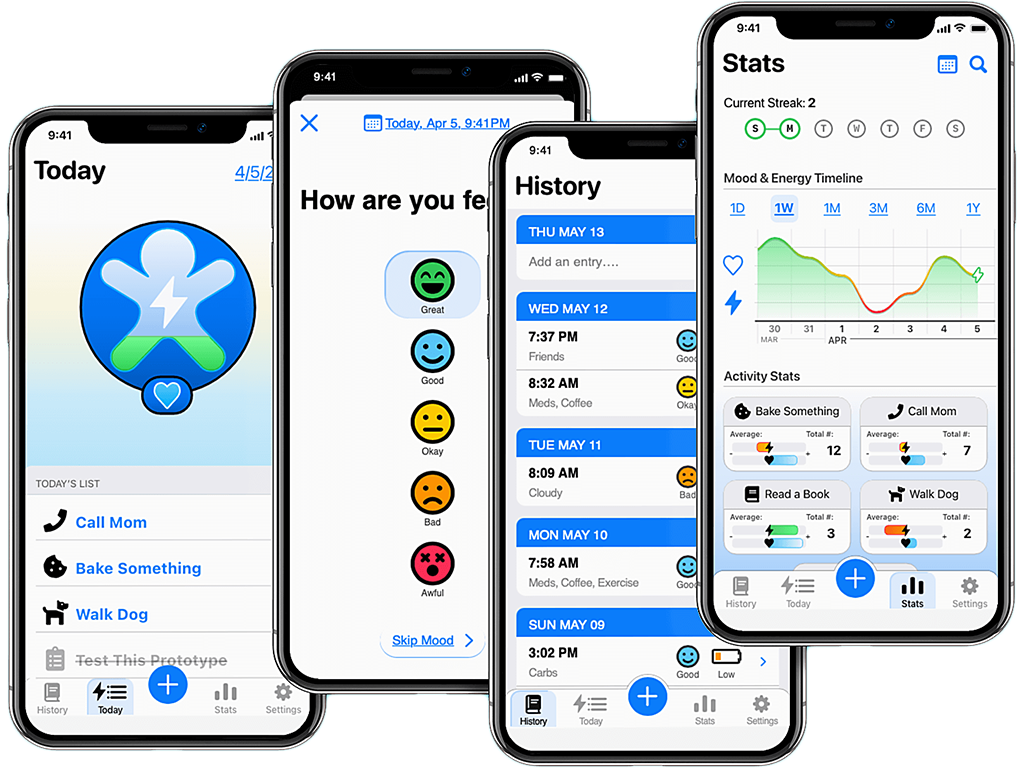 9:41
Today
4/5/2
TODAY'S LIST
Call Mom
Bake Something
Walk Dog
Test This Prototype
History
Today
Stats
Settings
9:41
Today, Apr 5, 9:41PM
How are you fe
Great
Good
Okay
Bad
Awful
Skip Mood
9:41
History
THU MAY 13
Add an entry....
WED MAY 12
7:37 PM
Friends
Good
8:32 AM
Meds, Coffee
Okay
TUE MAY 11
8:09 AM
Cloudy
Bad
MON MAY 10
7:58 AM
Meds, Coffee, Exercise
Good
SUN MAY 09
3:02 PM
Carbs
Good
Low
History
Today
Stats
Settings
9:41
Stats
Current Streak: 2
S M T W T F S
Mood & Energy Timeline
1D 1W 1M 3M 6M 1Y
30 31 1 2 3 4 5
MAR APR
Activity Stats
Bake Something
Average: Total #:
- + 12
Call Mom
Average: Total #:
- + 7
Read a Book
Average: Total #:
- + 3
Walk Dog
Average: Total #:
- + 2
History
Today
Stats
Settings